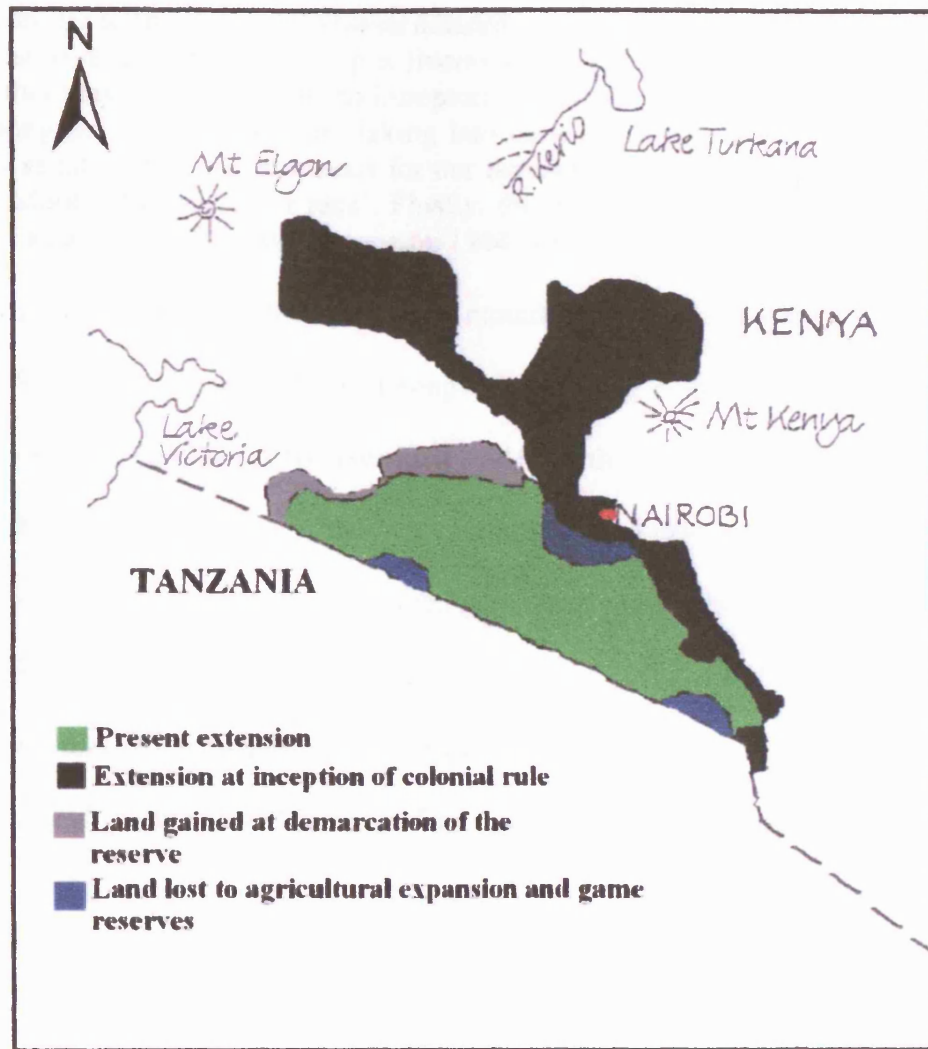 N
Mt Elgon
R. Kerio
Lake Turkana
KENYA
Mt Kenya
Lake
Victoria
NAIROBI
TANZANIA
Present extension
Extension at inception of colonial rule
Land gained at demarcation of the
reserve
Land lost to agricultural expansion and game
reserves